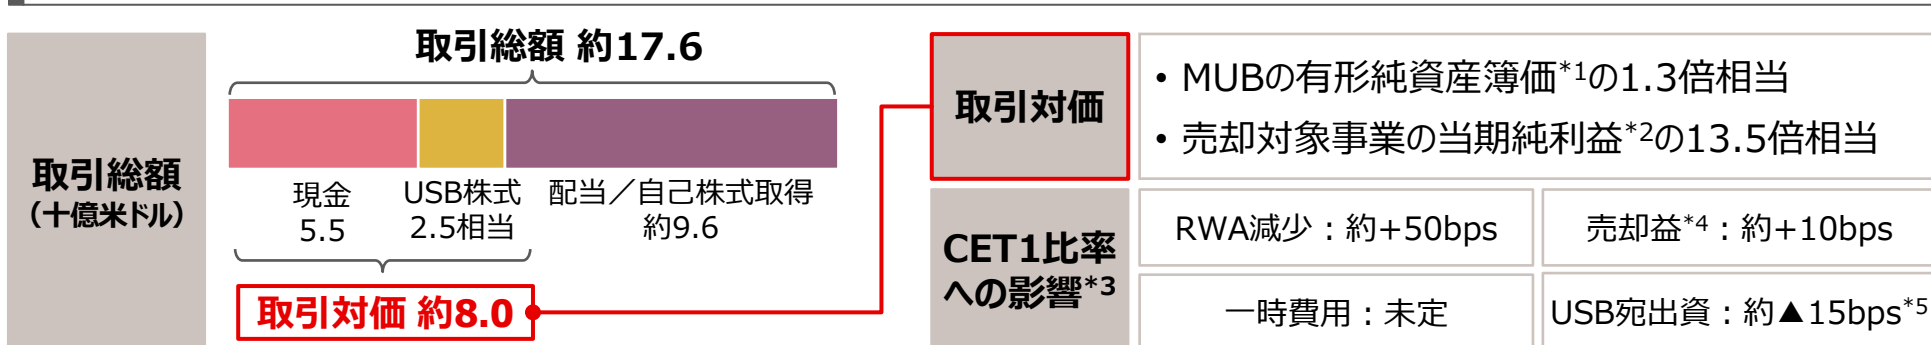 取引総額
（十億米ドル）
取引総額 約17.6
現金
5.5
USB株式
2.5相当
配当／自己株式取得
約9.6
取引対価 約8.0
取引対価
• MUBの有形純資産簿価*1の1.3倍相当
• 売却対象事業の当期純利益*2の13.5倍相当
CET1比率
への影響*3
RWA減少：約+50bps
売却益*4：約+10bps
一時費用：未定
USB宛出資：約▲15bps*5